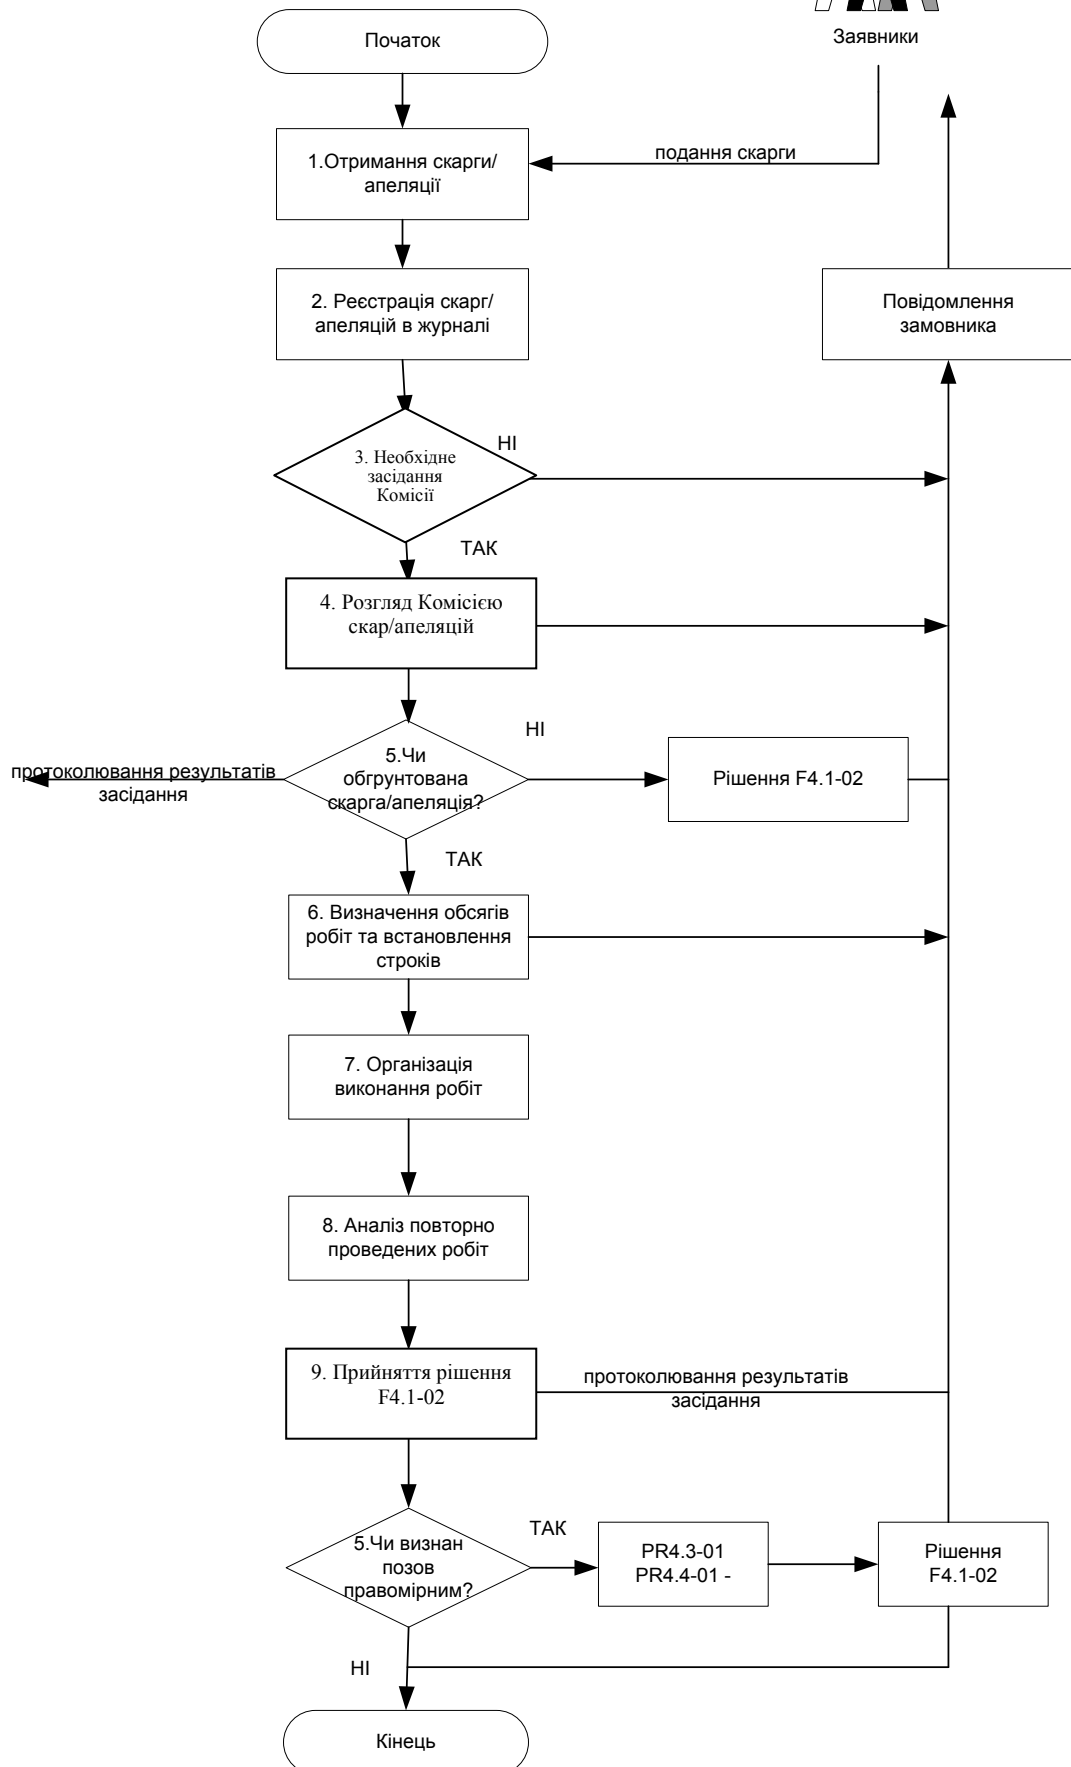 Початок
Заявники
подання скарги
1.Отримання скарги/
апеляції
2. Реєстрація скарг/
апеляцій в журналі
Повідомлення
замовника
НІ
3. Необхідне
засідання
Комісії
ТАК
4. Розгляд Комісією
скар/апеляцій
НІ
5.Чи
обгрунтована
скарга/апеляція?
протоколювання результатів
засідання
Рішення F4.1-02
ТАК
6. Визначення обсягів
робіт та встановлення
строків
7. Організація
виконання робіт
8. Аналіз повторно
проведених робіт
9. Прийняття рішення
F4.1-02
протоколювання результатів
засідання
ТАК
5.Чи визнан
позов
правомірним?
PR4.3-01
PR4.4-01 -
Рішення
F4.1-02
НІ
Кінець